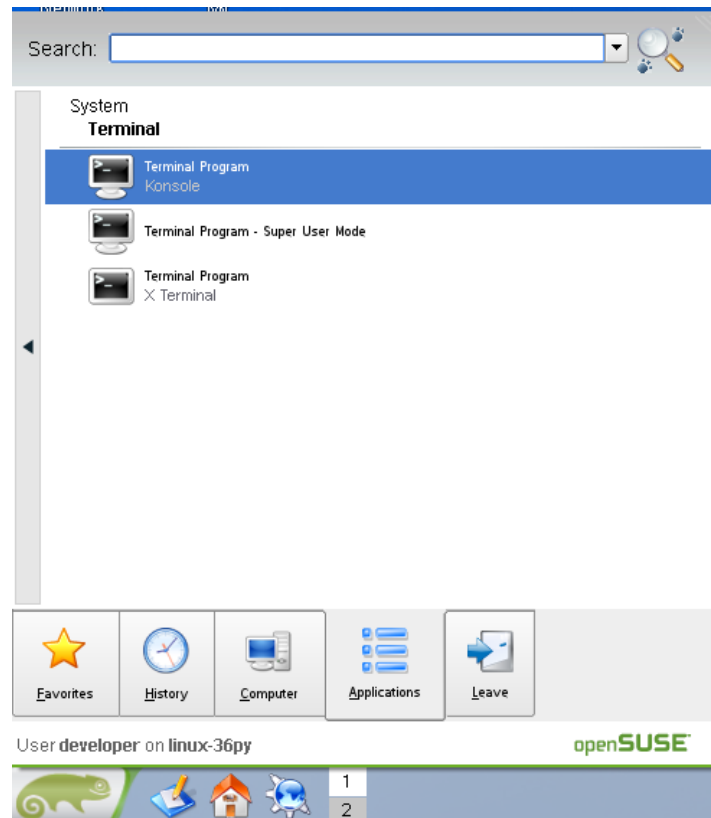 Search:
System
Terminal
Terminal Program
Konsole
Terminal Program - Super User Mode
Terminal Program
X Terminal
Favorites History Computer Applications Leave
User developer on linux-36py openSUSE
1
2